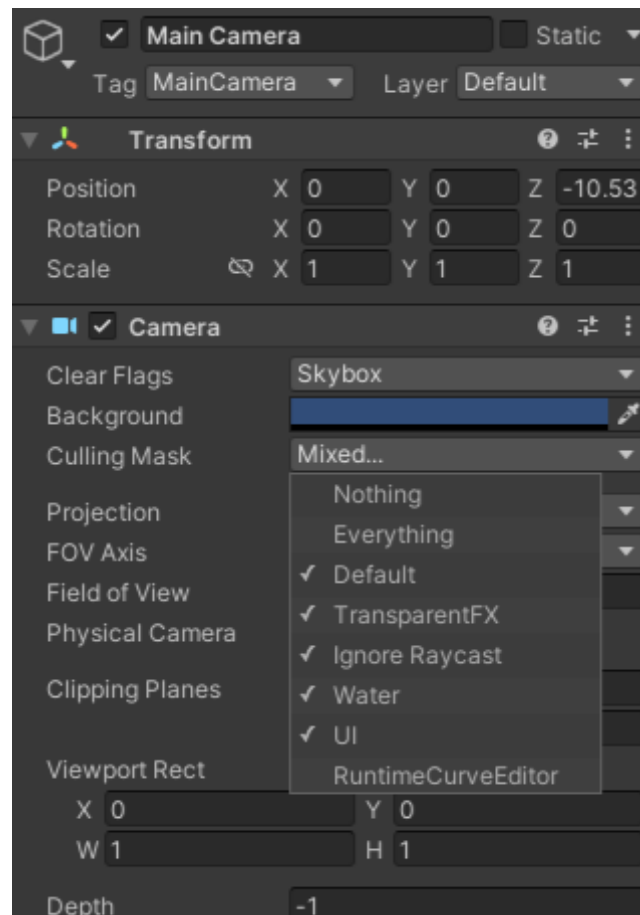 Main Camera Static
Tag MainCamera Layer Default
Transform
Position X 0 Y 0 Z -10.53
Rotation X 0 Y 0 Z 0
Scale X 1 Y 1 Z 1
Camera
Clear Flags Skybox
Background
Culling Mask Mixed...
Nothing
Projection
Everything
FOV Axis
Default
Field of View
TransparentFX
Physical Camera
Ignore Raycast
Clipping Planes
Water
UI
Viewport Rect
RuntimeCurveEditor
X 0 Y 0
W 1 H 1
Depth -1